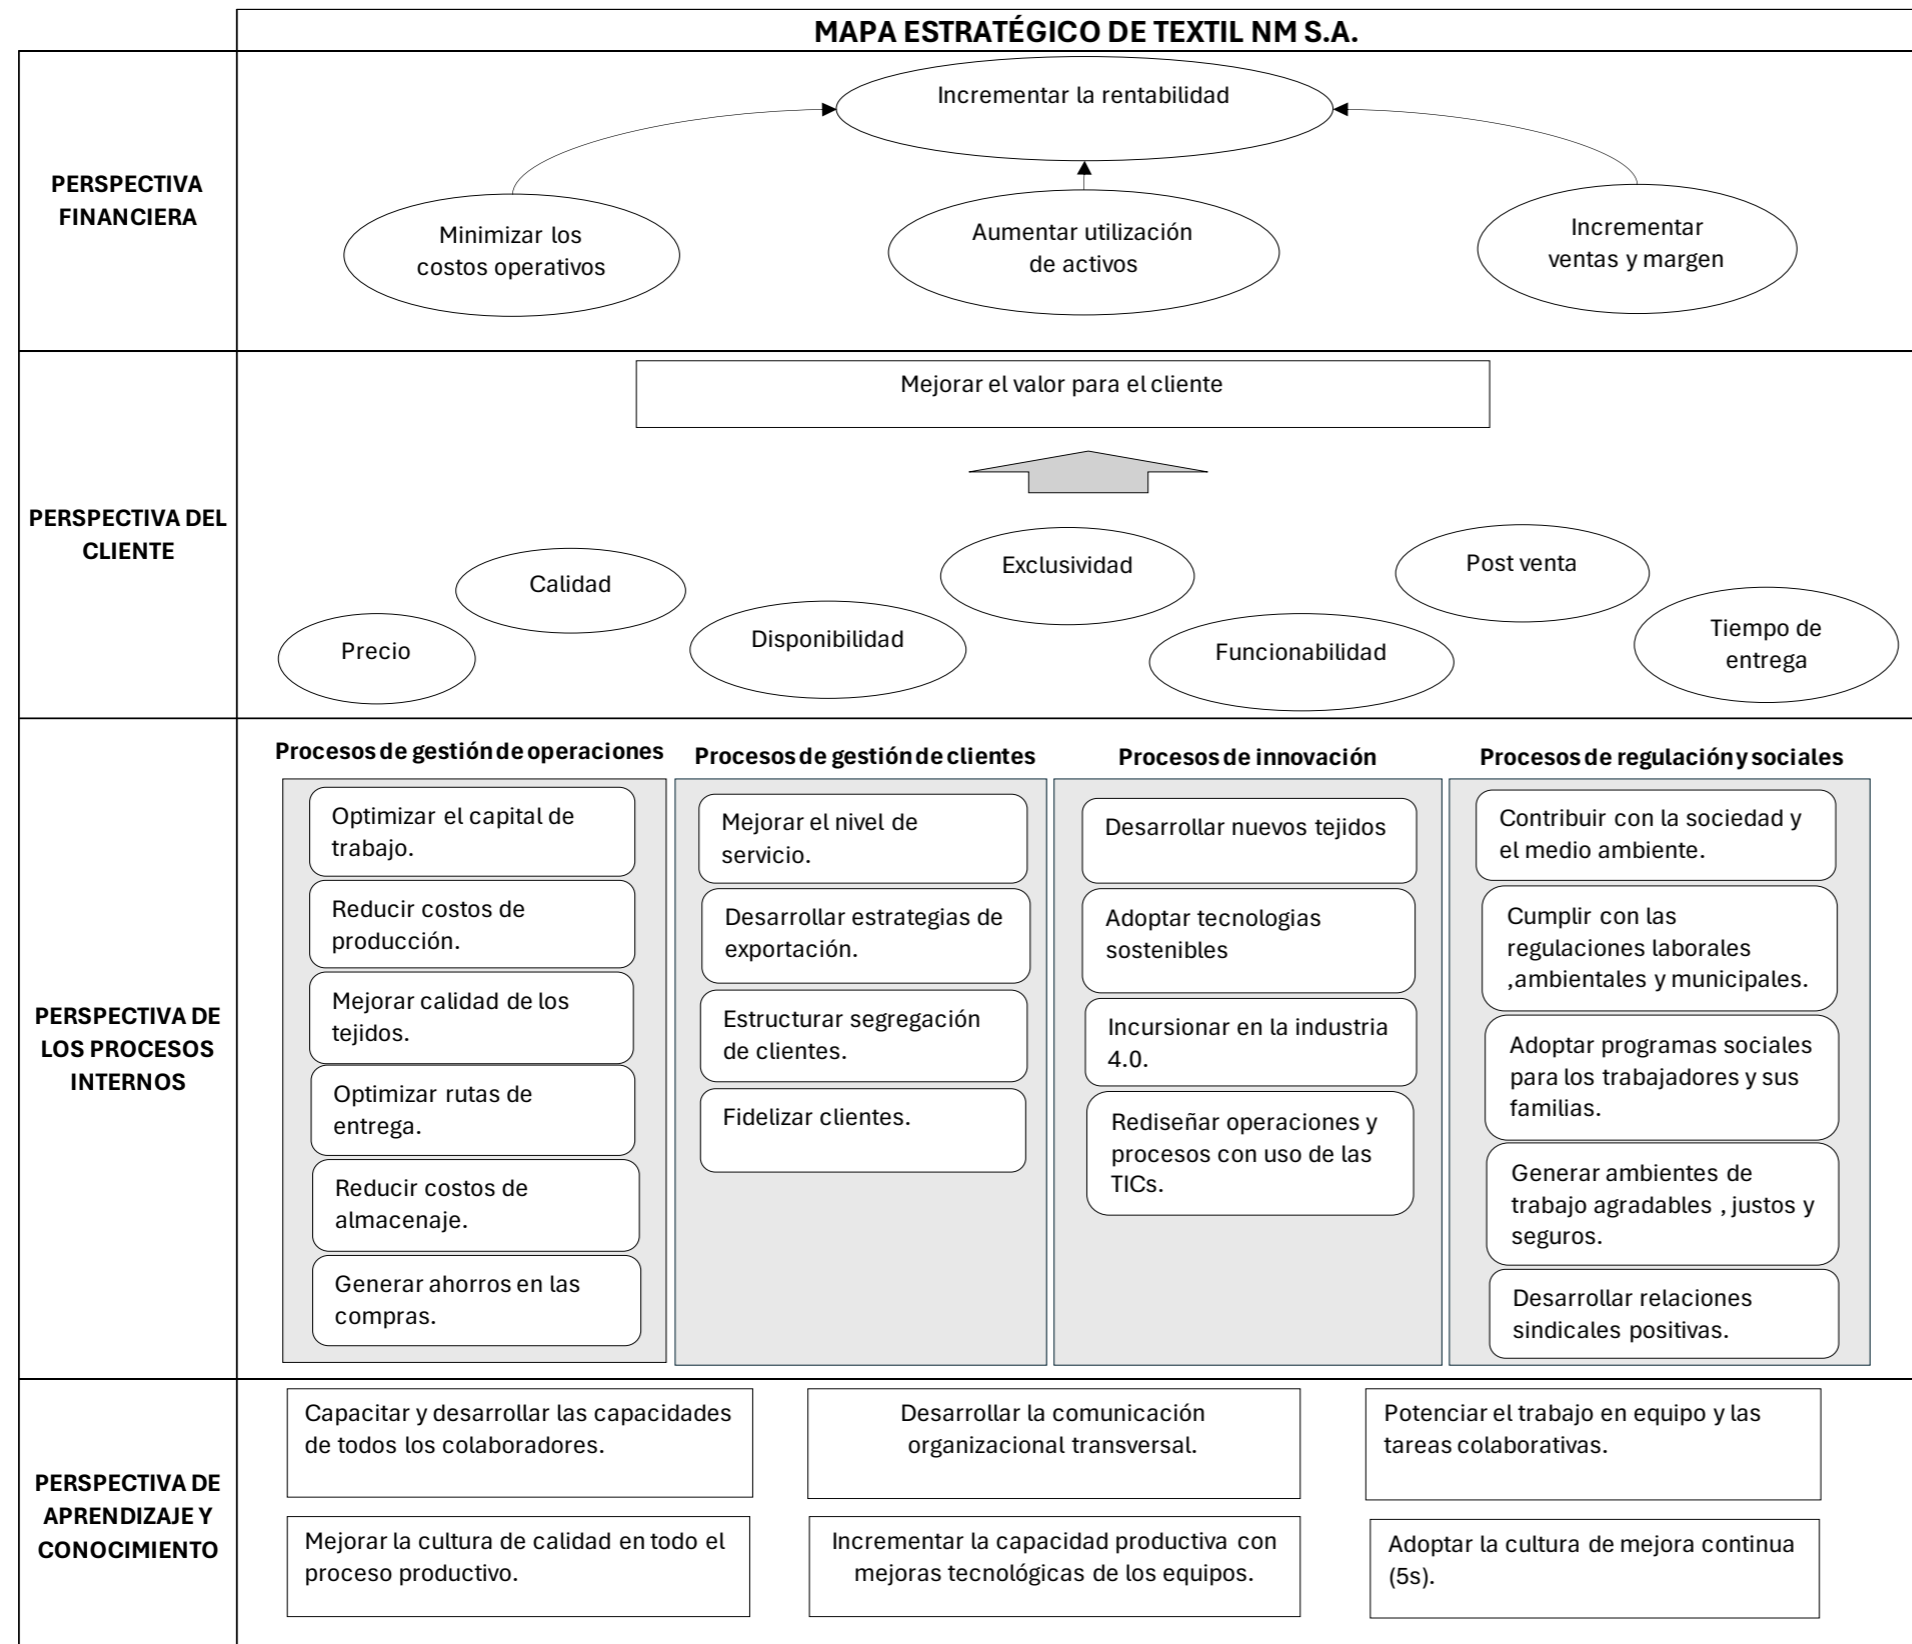 MAPA ESTRATÉGICO DE TEXTIL NM S.A.
PERSPECTIVA
FINANCIERA
Incrementar la rentabilidad
Minimizar los
costos operativos
Aumentar utilización
de activos
Incrementar
ventas y margen
PERSPECTIVA DEL
CLIENTE
Mejorar el valor para el cliente
Precio
Calidad
Disponibilidad
Exclusividad
Funcionabilidad
Post venta
Tiempo de
entrega
PERSPECTIVA DE
LOS PROCESOS
INTERNOS
Procesos de gestión de operaciones
Optimizar el capital de
trabajo.
Reducir costos de
producción.
Mejorar calidad de los
tejidos.
Optimizar rutas de
entrega.
Reducir costos de
almacenaje.
Generar ahorros en las
compras.
Procesos de gestión de clientes
Mejorar el nivel de
servicio.
Desarrollar estrategias de
exportación.
Estructurar segregación
de clientes.
Fidelizar clientes.
Procesos de innovación
Desarrollar nuevos tejidos
Adoptar tecnologias
sostenibles
Incursionar en la industria
4.0.
Rediseñar operaciones y
procesos con uso de las
TICs.
Procesos de regulación y sociales
Contribuir con la sociedad y
el medio ambiente.
Cumplir con las
regulaciones laborales
,ambientales y municipales.
Adoptar programas sociales
para los trabajadores y sus
familias.
Generar ambientes de
trabajo agradables , justos y
seguros.
Desarrollar relaciones
sindicales positivas.
PERSPECTIVA DE
APRENDIZAJE Y
CONOCIMIENTO
Capacitar y desarrollar las capacidades
de todos los colaboradores.
Desarrollar la comunicación
organizacional transversal.
Potenciar el trabajo en equipo y las
tareas colaborativas.
Mejorar la cultura de calidad en todo el
proceso productivo.
Incrementar la capacidad productiva con
mejoras tecnológicas de los equipos.
Adoptar la cultura de mejora continua
(5s).